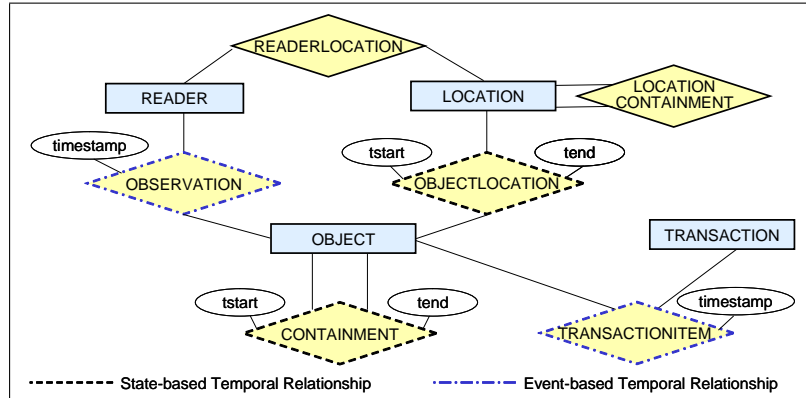 READERLOCATION
READER
LOCATION
LOCATION
CONTAINMENT
timestamp
tstart
tend
OBSERVATION
OBJECTLOCATION
OBJECT
TRANSACTION
tstart
tend
timestamp
CONTAINMENT
TRANSACTIONITEM
State-based Temporal Relationship
Event-based Temporal Relationship